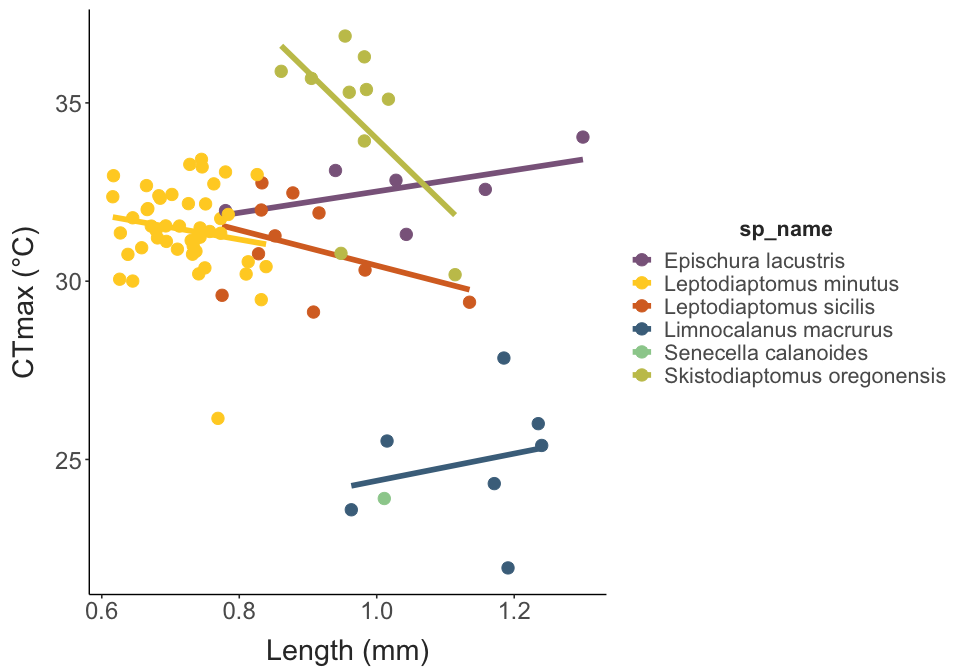 35
30
25
CTmax (°C)
0.6 0.8 1.0 1.2
Length (mm)
sp_name
Epischura lacustris
Leptodiaptomus minutus
Leptodiaptomus sicilis
Limnocalanus macrurus
Senecella calanoides
Skistodiaptomus oregonensis